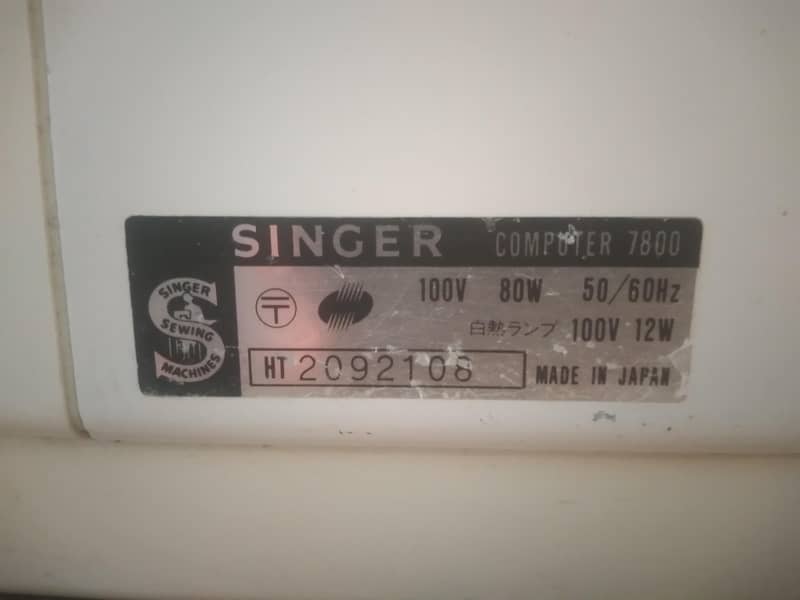 SINGER COMPUTER 7800
100V 80W 50/60Hz
白熱ランプ 100V 12W
HT 2092108 MADE IN JAPAN
SINGER
SEWING
MACHINES